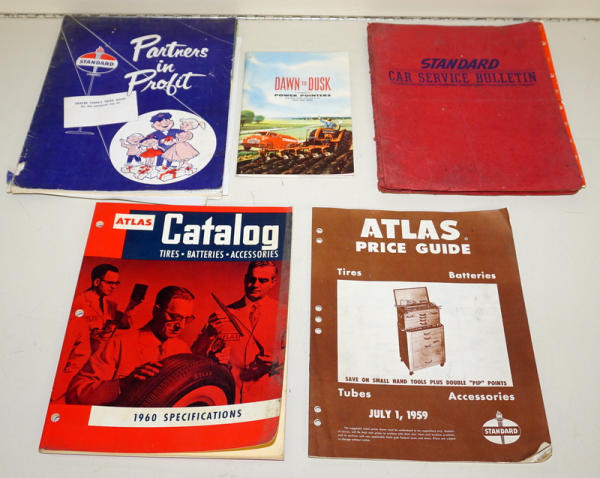 Partners
in
Profit
STANDARD
DAWN TO DUSK
POWER POINTERS
STANDARD
CAR SERVICE BULLETIN
ATLAS
Catalog
TIRES • BATTERIES • ACCESSORIES
ATLAS
1960 SPECIFICATIONS
ATLAS
PRICE GUIDE
Tires
Batteries
SAVE ON SMALL HAND TOOLS PLUS DOUBLE "PIP" POINTS
Tubes
Accessories
JULY 1, 1959
STANDARD